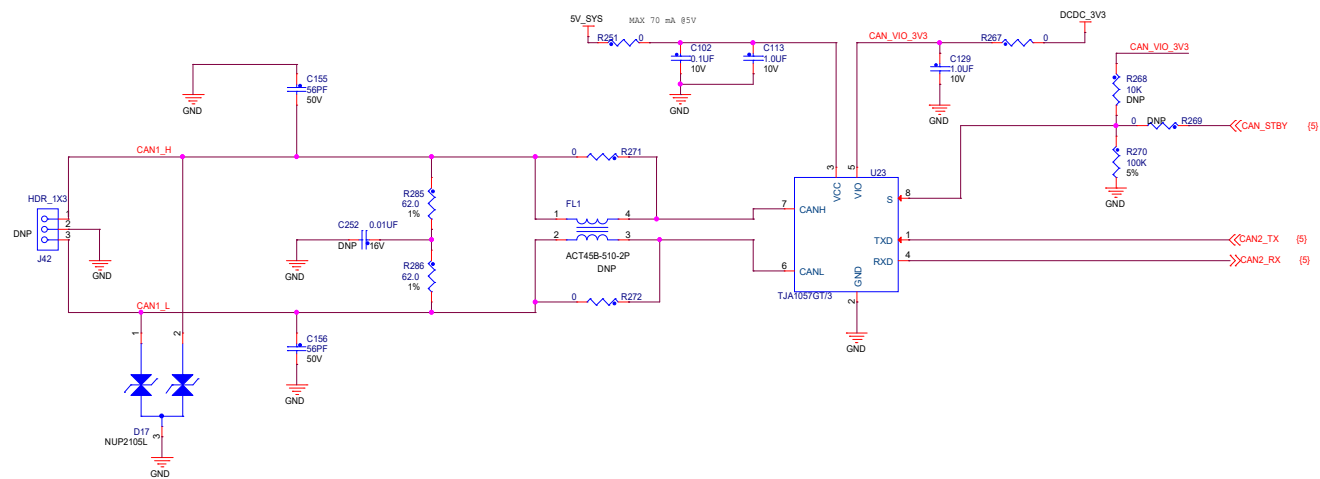 5V_SYS
MAX 70 mA @5V
DCDC_3V3
R251
0
CAN_VIO_3V3
R267
0
C102
0.1UF
10V
C113
1.0UF
10V
C129
1.0UF
10V
CAN_VIO_3V3
R268
10K
DNP
GND
GND
GND
C155
56PF
50V
0
DNP
R269
CAN_STBY
{5}
R270
100K
5%
GND
CAN1_H
0
R271
3
5
U23
VCC
VIO
HDR_1X3
1
2
3
DNP
J42
GND
R285
62.0
1%
C252
0.01UF
DNP
16V
GND
R286
62.0
1%
FL1
1
4
2
3
ACT45B-510-2P
DNP
0
R272
7
CANH
6
CANL
S
8
TXD
1
RXD
4
GND
2
TJA1057GT/3
GND
CAN2_TX
{5}
CAN2_RX
{5}
CAN1_L
1
2
C156
56PF
50V
GND
D17
NUP2105L
3
GND